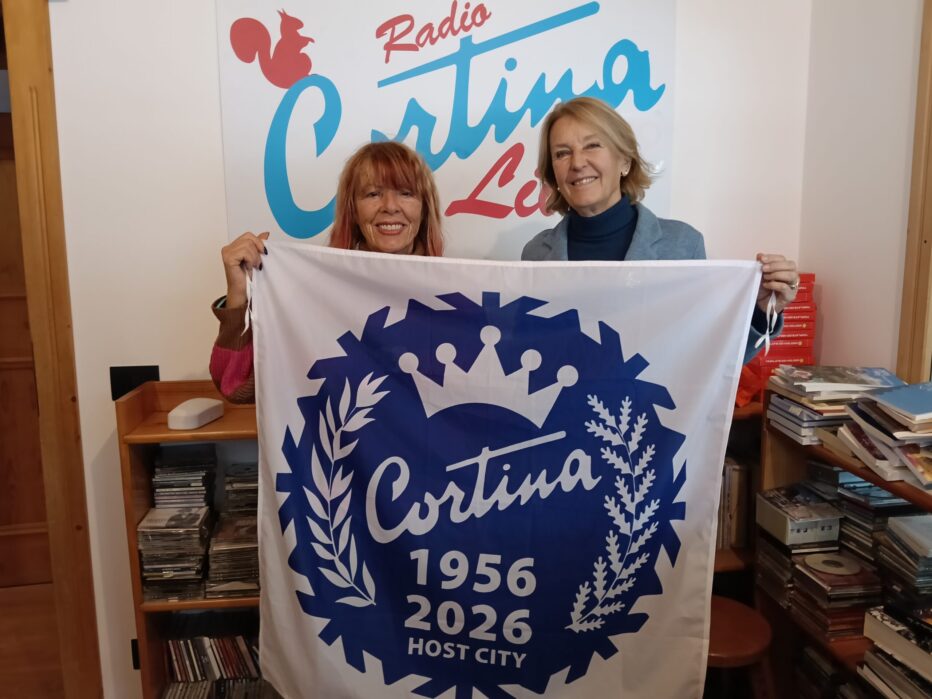 Radio
Cortina
Cortina
1956
2026
HOST CITY